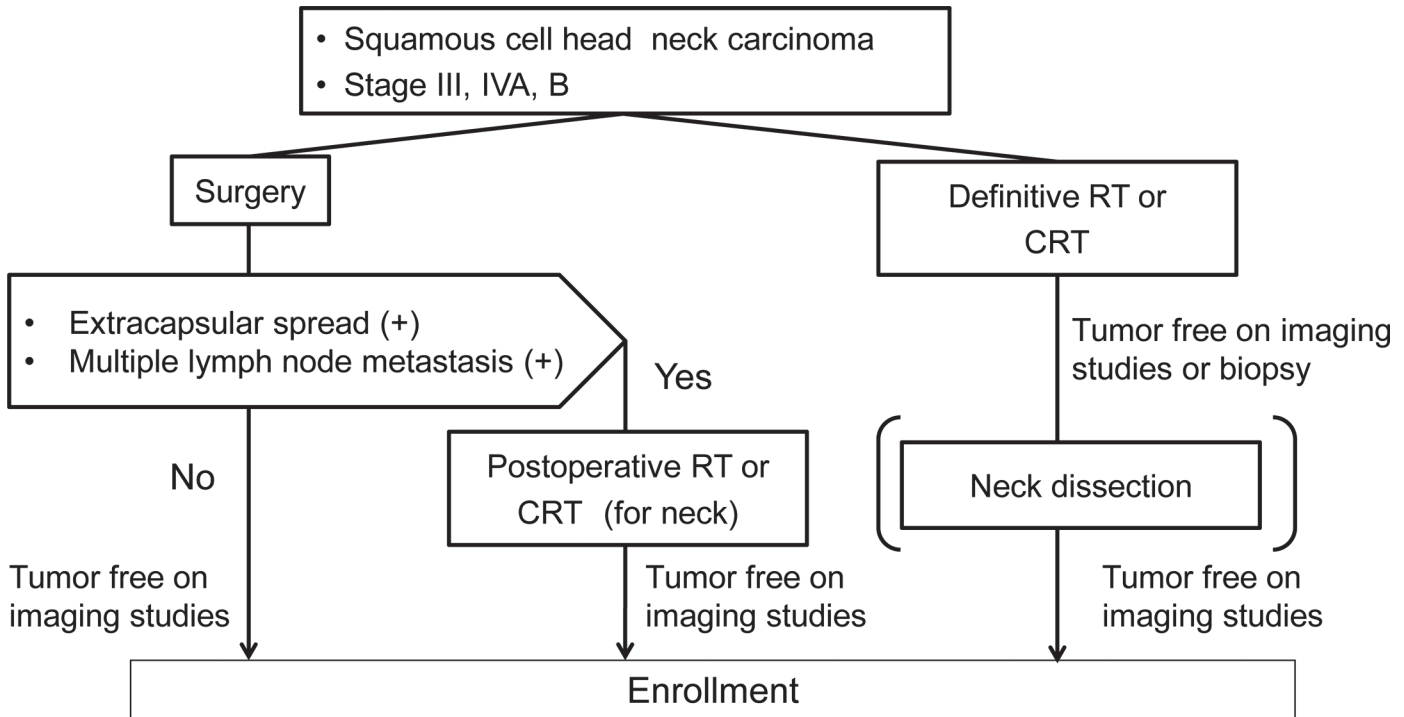 • Squamous cell head neck carcinoma
• Stage III, IVA, B
Surgery
Definitive RT or
CRT
• Extracapsular spread (+)
• Multiple lymph node metastasis (+)
Yes
Tumor free on imaging
studies or biopsy
No
Postoperative RT or
CRT (for neck)
Neck dissection
Tumor free on
imaging studies
Tumor free on
imaging studies
Tumor free on
imaging studies
Enrollment